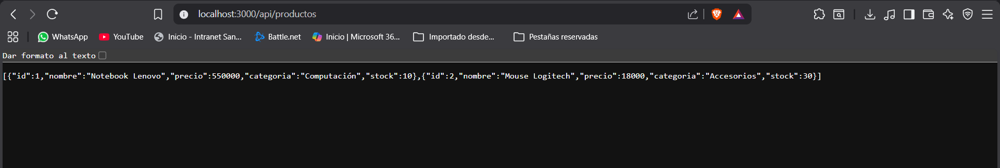 localhost:3000/api/productos
WhatsApp YouTube Inicio - Intranet San... Battle.net Inicio | Microsoft 36... Importado desde... Pestañas reservadas
Dar formato al texto
[{"id":1,"nombre":"Notebook Lenovo","precio":550000,"categoria":"Computación","stock":10},{"id":2,"nombre":"Mouse Logitech","precio":18000,"categoria":"Accesorios","stock":30}]